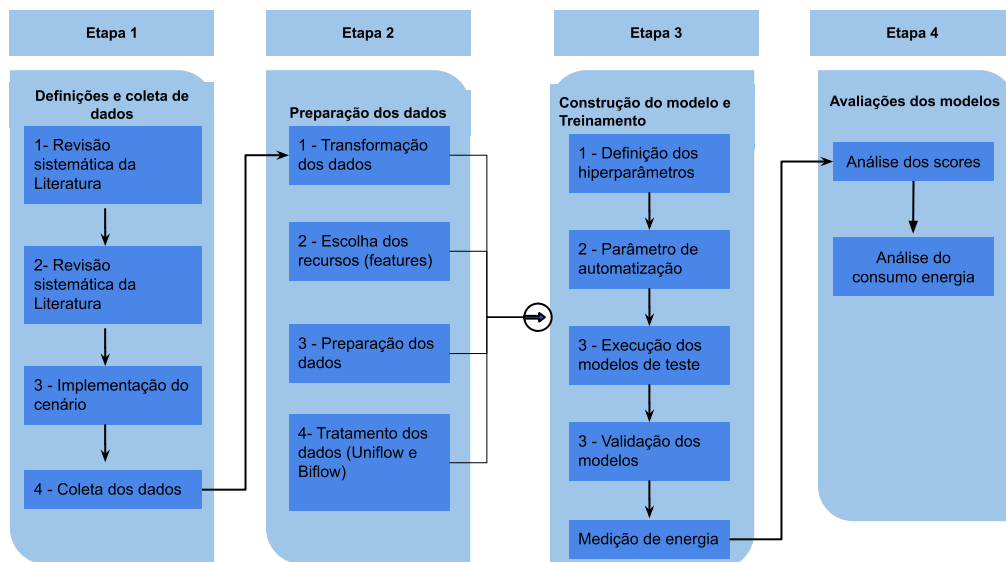 Etapa 1
Definições e coleta de
dados
1- Revisão
sistemática da
Literatura
2- Revisão
sistemática da
Literatura
3 - Implementação do
cenário
4 - Coleta dos dados
Etapa 2
Preparação dos dados
1 - Transformação
dos dados
2 - Escolha dos
recursos (features)
3 - Preparação dos
dados
4- Tratamento dos
dados (Uniflow e
Biflow)
Etapa 3
Construção do modelo e
Treinamento
1 - Definição dos
hiperparâmetros
2 - Parâmetro de
automatização
3 - Execução dos
modelos de teste
3 - Validação dos
modelos
Medição de energia
Etapa 4
Avaliações dos modelos
Análise dos scores
Análise do
consumo energia